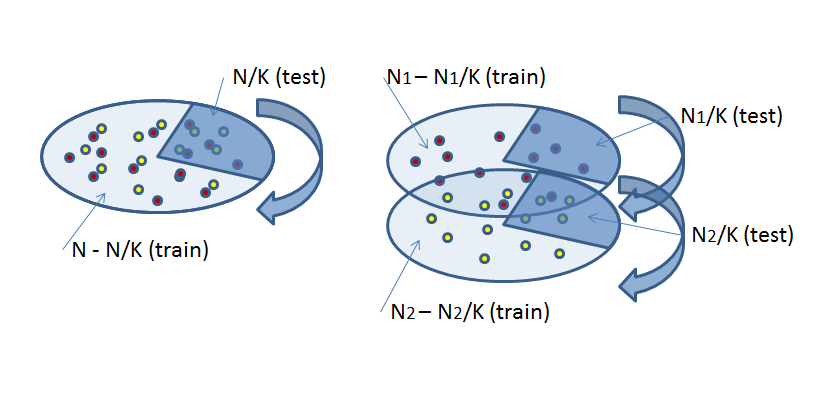 N/K (test)
N - N/K (train)
N1 – N1/K (train)
N1/K (test)
N2/K (test)
N2 – N2/K (train)